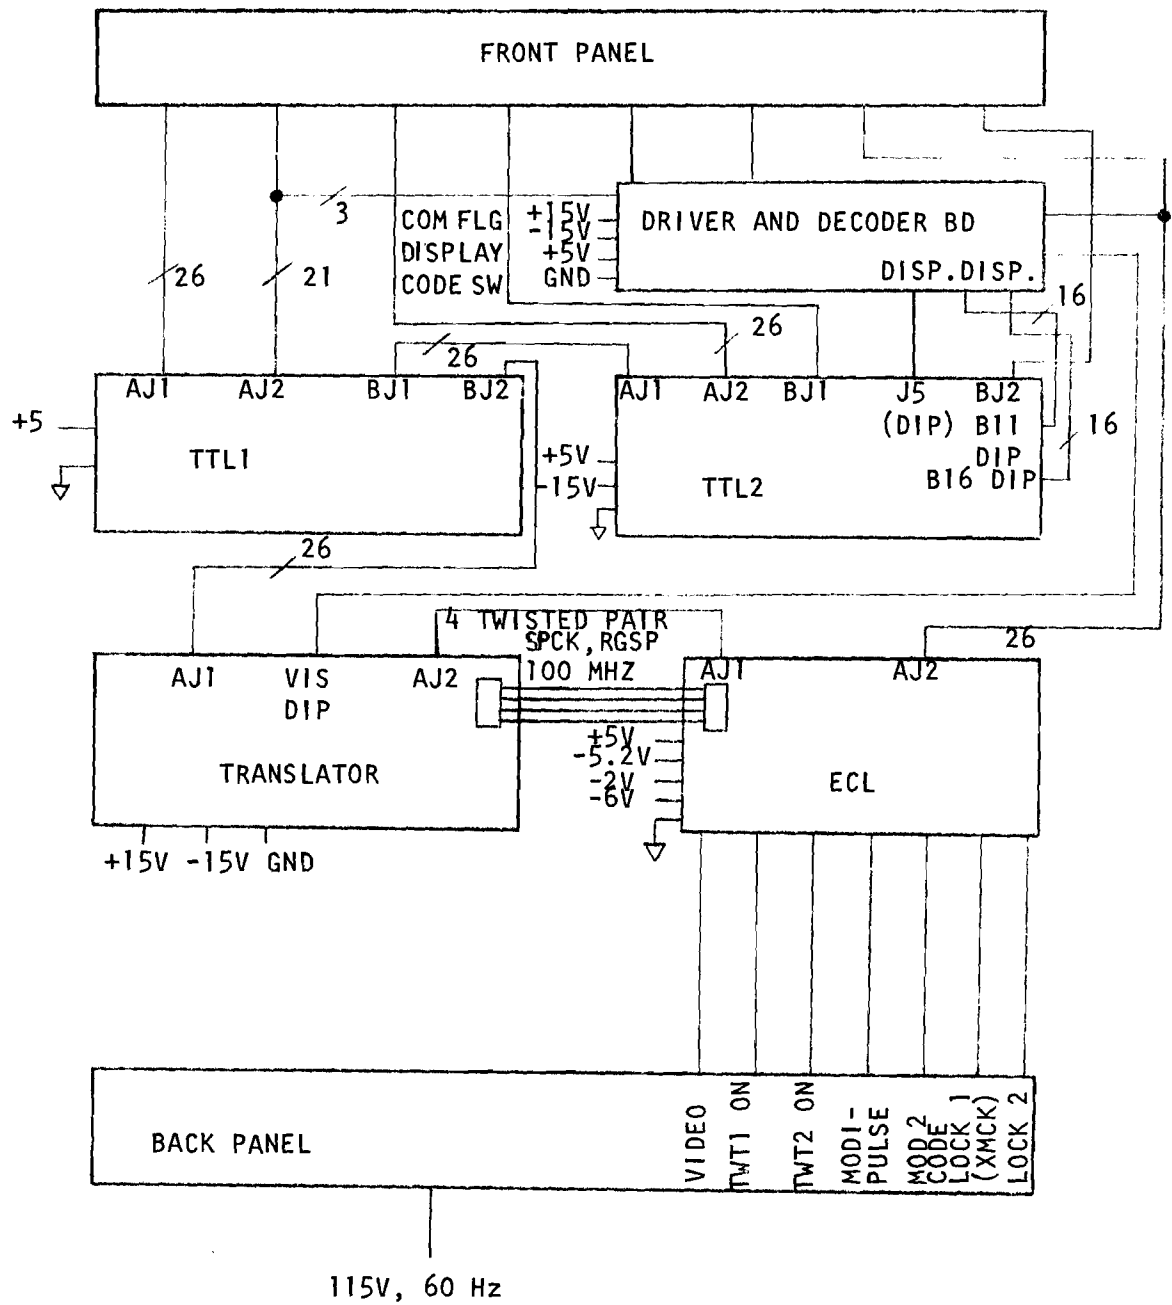 FRONT PANEL
3
COM FLG
DISPLAY
CODE SW
+15V
-15V
+5V
GND
DRIVER AND DECODER BD
DISP. DISP.
26
21
16
26
26
AJ1 AJ2 BJ1 BJ2
+5
TTL1
AJ1 AJ2 BJ1 J5 BJ2
(DIP) B11
DIP
B16 DIP
16
+5V
-15V
TTL2
26
4 TWISTED PAIR
SPCK, RGSP
100 MHZ
26
AJ1 VIS AJ2
DIP
TRANSLATOR
+15V -15V GND
AJ1 AJ2
+5V
-5.2V
-2V
-6V
ECL
BACK PANEL
VIDEO
TWT1 ON
TWT2 ON
MODI-
PULSE
MOD 2
CODE
LOCK 1
(XMCK)
LOCK 2
115V, 60 Hz